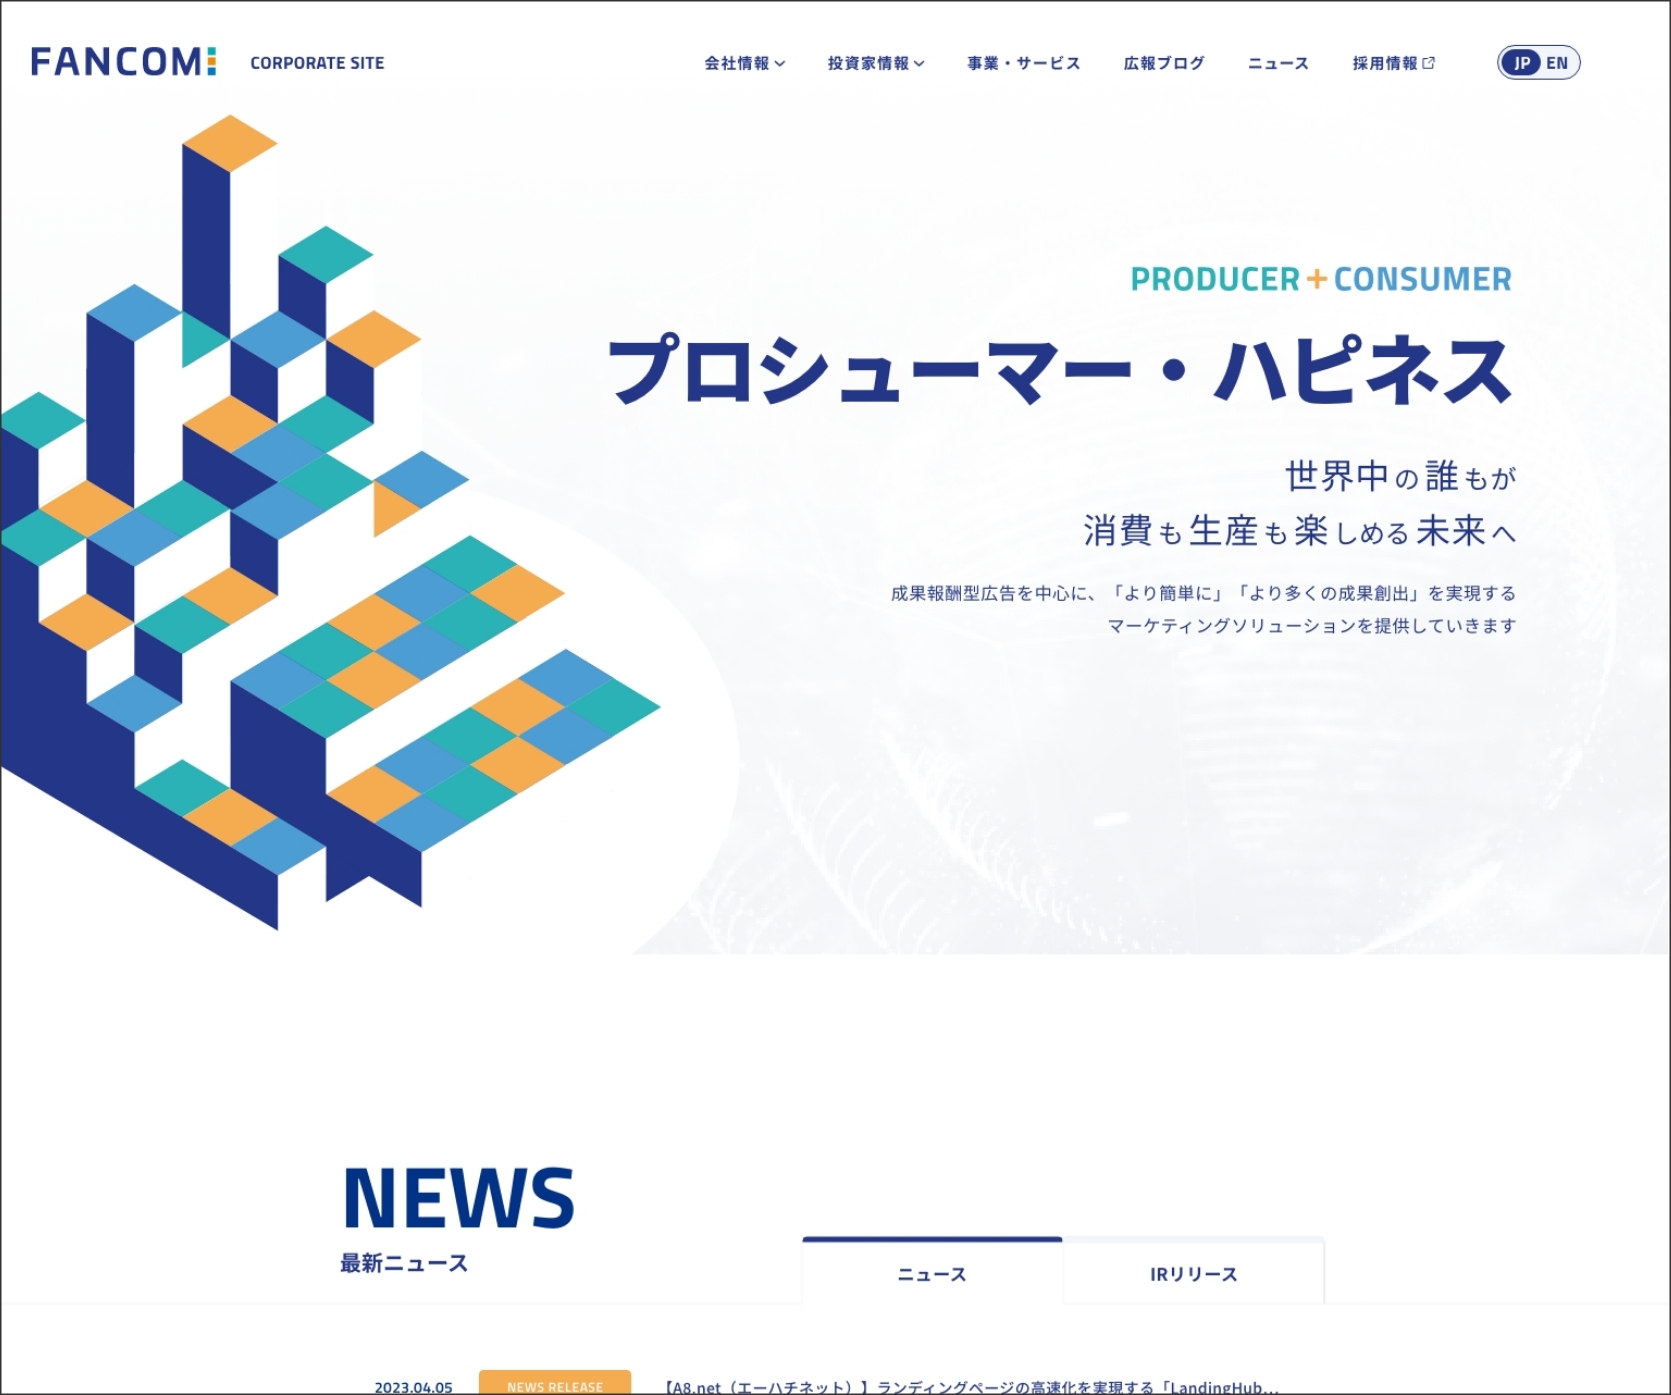 FANCOMI CORPORATE SITE
会社情報 投資家情報 事業・サービス 広報ブログ ニュース 採用情報 JP EN
PRODUCER+CONSUMER
プロシューマー・ハピネス
世界中の誰もが
消費も生産も楽しめる未来へ
成果報酬型広告を中心に、「より簡単に」「より多くの成果創出」を実現する
マーケティングソリューションを提供していきます
NEWS
最新ニュース
ニュース IRリリース
2023.04.05 NEWS RELEASE 【A8.net（エーハチネット）】ランディングページの高速化を実現する「LandingHub...